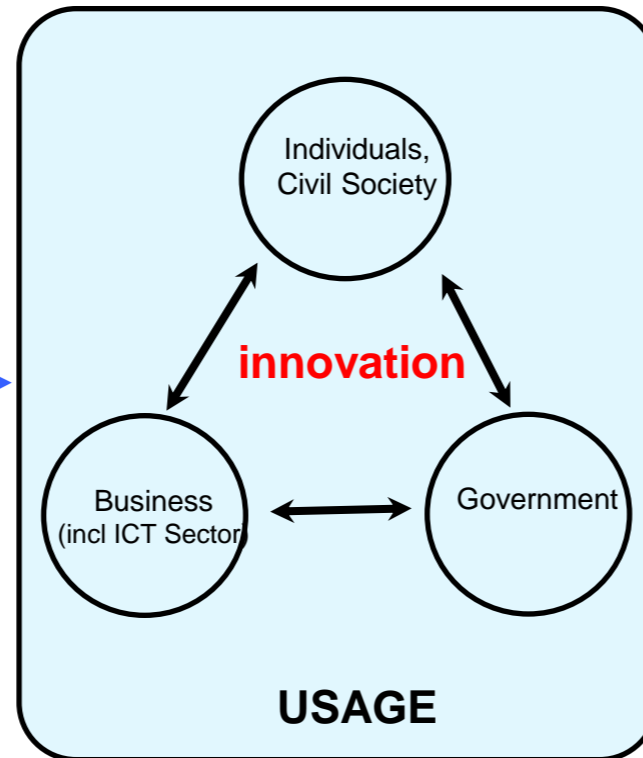 Individuals,
Civil Society
innovation
Business
(incl ICT Sector)
Government
USAGE